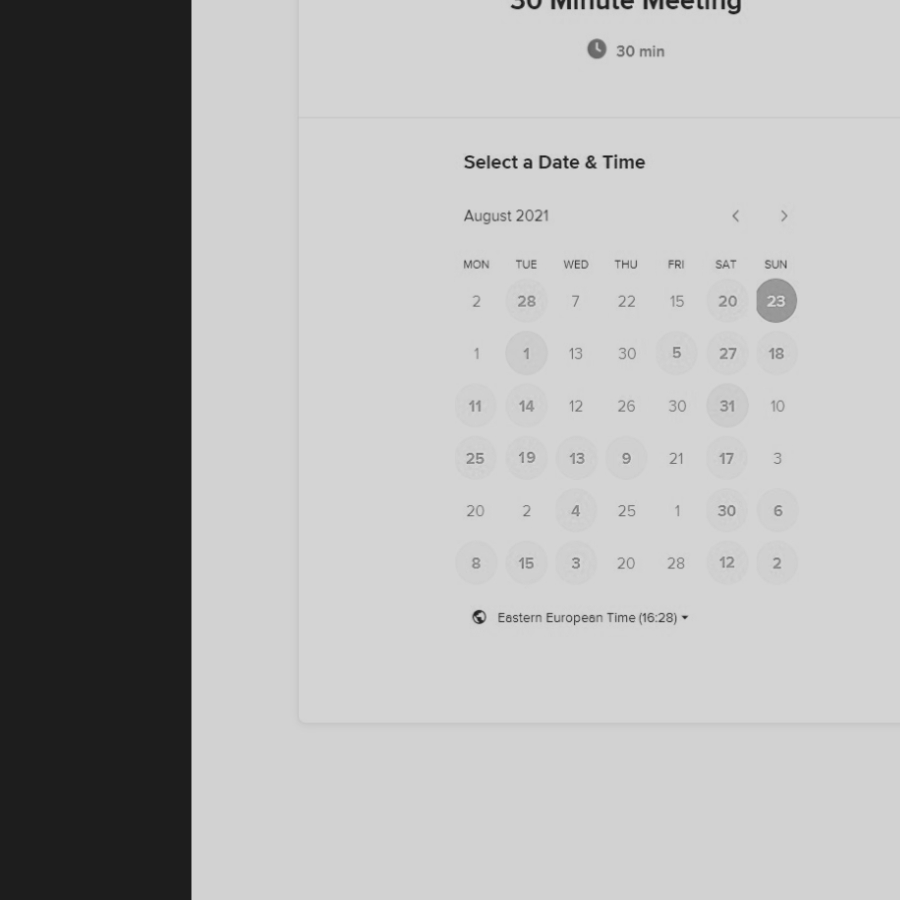 30 Minute Meeting
30 min
Select a Date & Time
August 2021
MON TUE WED THU FRI SAT SUN
2 28 7 22 15 20 23
1 1 13 30 5 27 18
11 14 12 26 30 31 10
25 19 13 9 21 17 3
20 2 4 25 1 30 6
8 15 3 20 28 12 2
Eastern European Time (16:28)